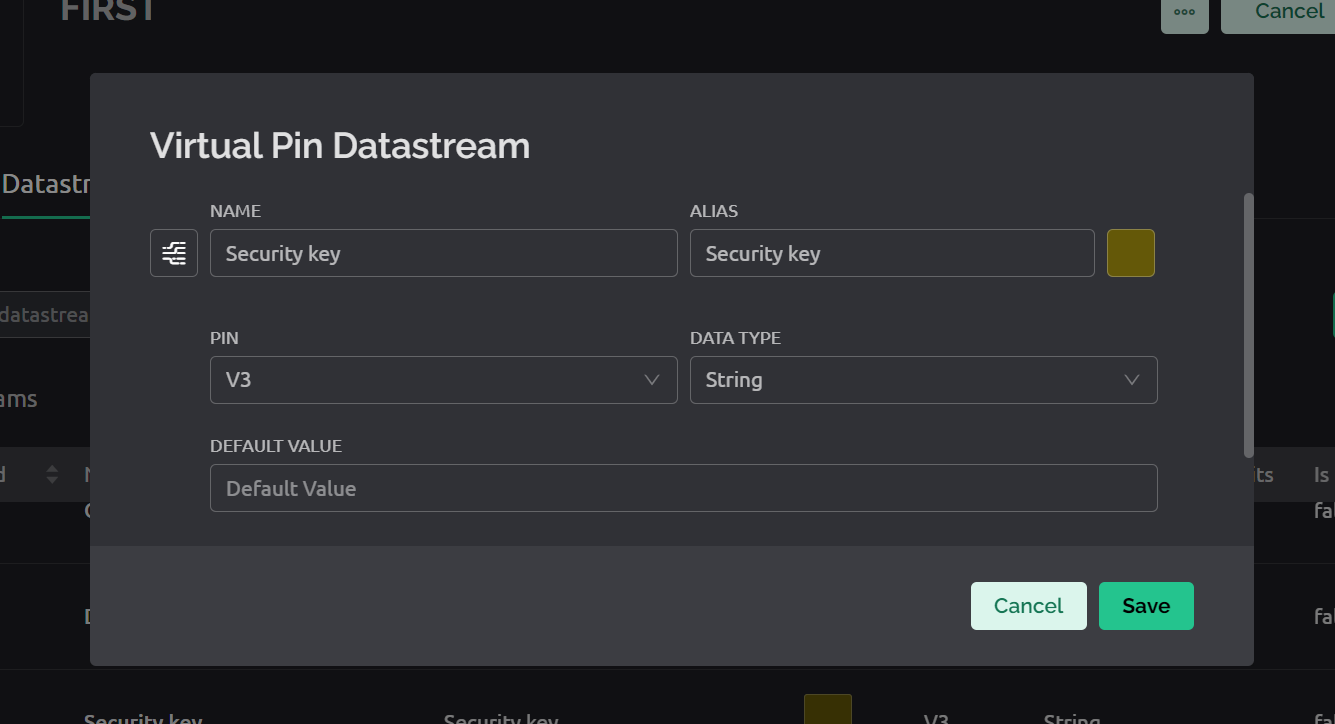 FIRST
Cancel
Virtual Pin Datastream
Datastr
NAME
ALIAS
Security key
Security key
datastrea
PIN
DATA TYPE
V3
String
ams
DEFAULT VALUE
Default Value
d
its
Is
fal
Cancel
Save
fal
Security key
Security key
V3
String